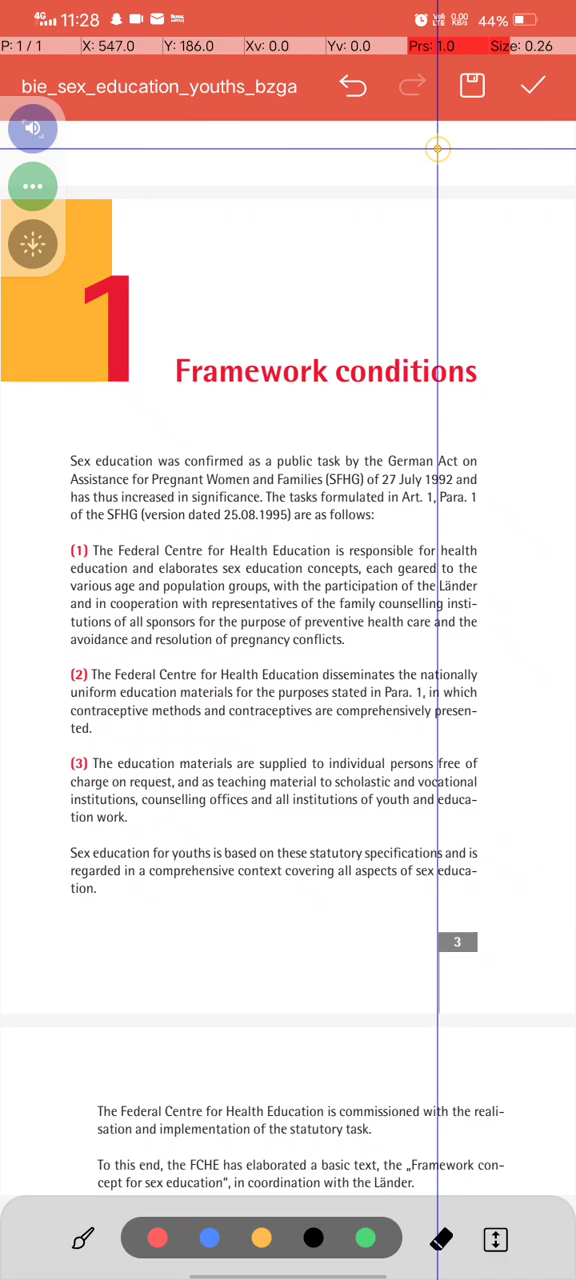 4G 11:28 VoLTE 0.00 KB/s 44%
P: 1 / 1 X: 547.0 Y: 186.0 Xv: 0.0 Yv: 0.0 Prs: 1.0 Size: 0.26
bie_sex_education_youths_bzga
1
Framework conditions
Sex education was confirmed as a public task by the German Act on
Assistance for Pregnant Women and Families (SFHG) of 27 July 1992 and
has thus increased in significance. The tasks formulated in Art. 1, Para. 1
of the SFHG (version dated 25.08.1995) are as follows:
(1) The Federal Centre for Health Education is responsible for health
education and elaborates sex education concepts, each geared to the
various age and population groups, with the participation of the Länder
and in cooperation with representatives of the family counselling insti-
tutions of all sponsors for the purpose of preventive health care and the
avoidance and resolution of pregnancy conflicts.
(2) The Federal Centre for Health Education disseminates the nationally
uniform education materials for the purposes stated in Para. 1, in which
contraceptive methods and contraceptives are comprehensively presen-
ted.
(3) The education materials are supplied to individual persons free of
charge on request, and as teaching material to scholastic and vocational
institutions, counselling offices and all institutions of youth and educa-
tion work.
Sex education for youths is based on these statutory specifications and is
regarded in a comprehensive context covering all aspects of sex educa-
tion.
3
The Federal Centre for Health Education is commissioned with the reali-
sation and implementation of the statutory task.
To this end, the FCHE has elaborated a basic text, the „Framework con-
cept for sex education", in coordination with the Länder.